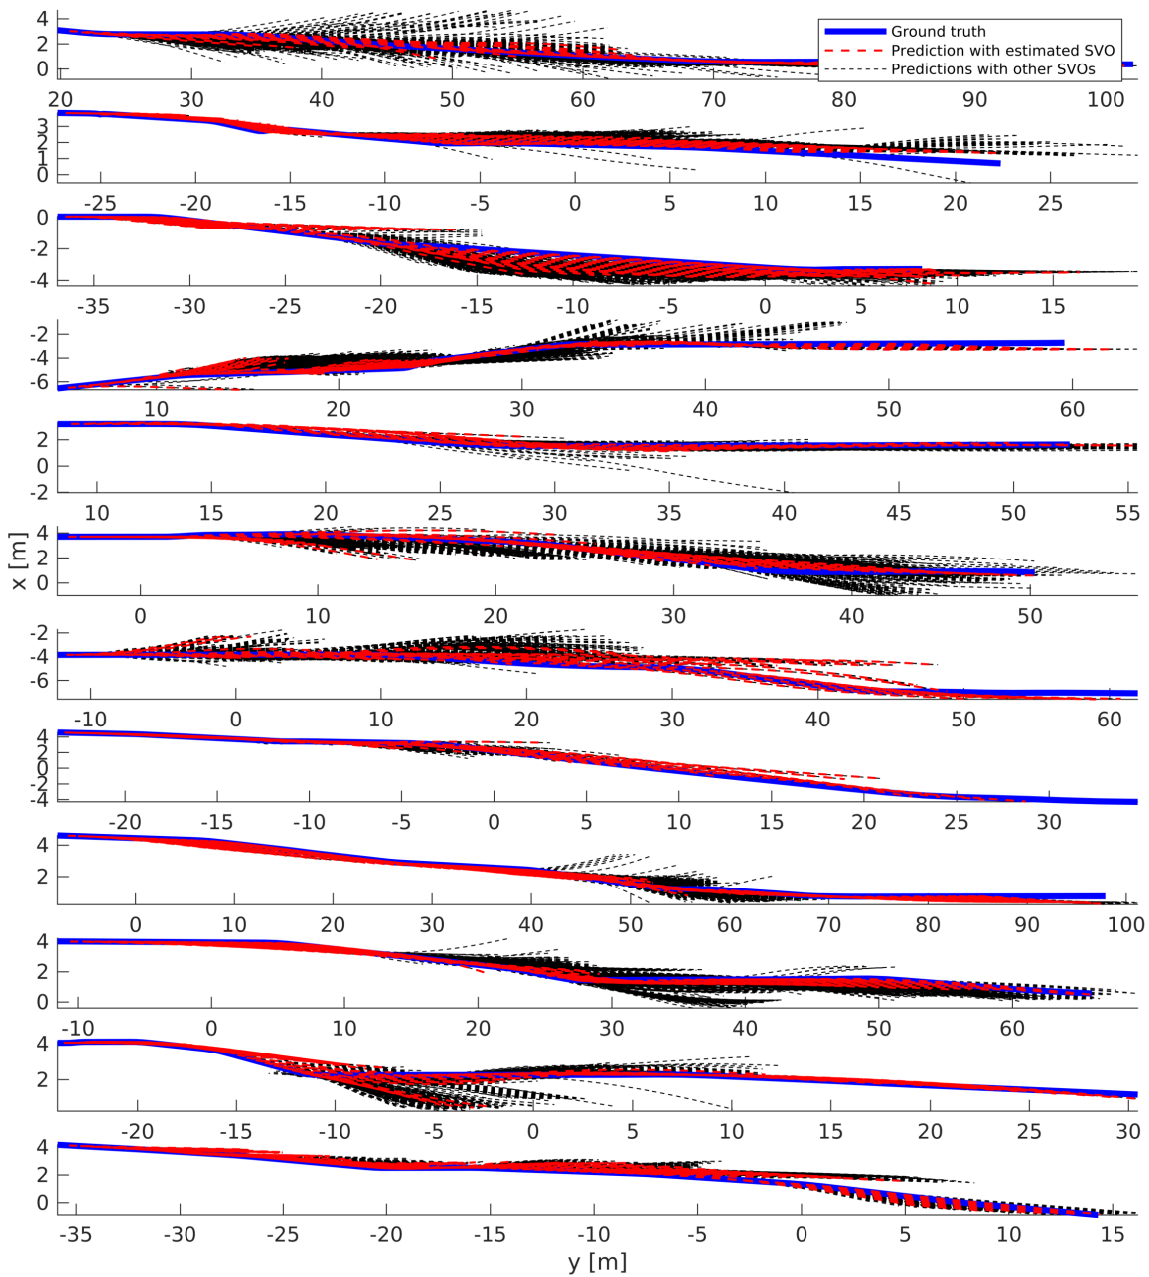 4
2
0
Ground truth
Prediction with estimated SVO
Predictions with other SVOs
20 30 40 50 60 70 80 90 100
3
2
1
0
-25 -20 -15 -10 -5 0 5 10 15 20 25
0
-2
-4
-35 -30 -25 -20 -15 -10 -5 0 5 10 15
-2
-4
-6
10 20 30 40 50 60
2
0
-2
10 15 20 25 30 35 40 45 50 55
x [m]
4
2
0
0 10 20 30 40 50
-2
-4
-6
-10 0 10 20 30 40 50 60
4
2
0
-2
-4
-20 -15 -10 -5 0 5 10 15 20 25 30
4
2
0 10 20 30 40 50 60 70 80 90 100
4
2
0
-10 0 10 20 30 40 50 60
4
2
-20 -15 -10 -5 0 5 10 15 20 25 30
4
2
0
-35 -30 -25 -20 -15 -10 -5 0 5 10 15
y [m]